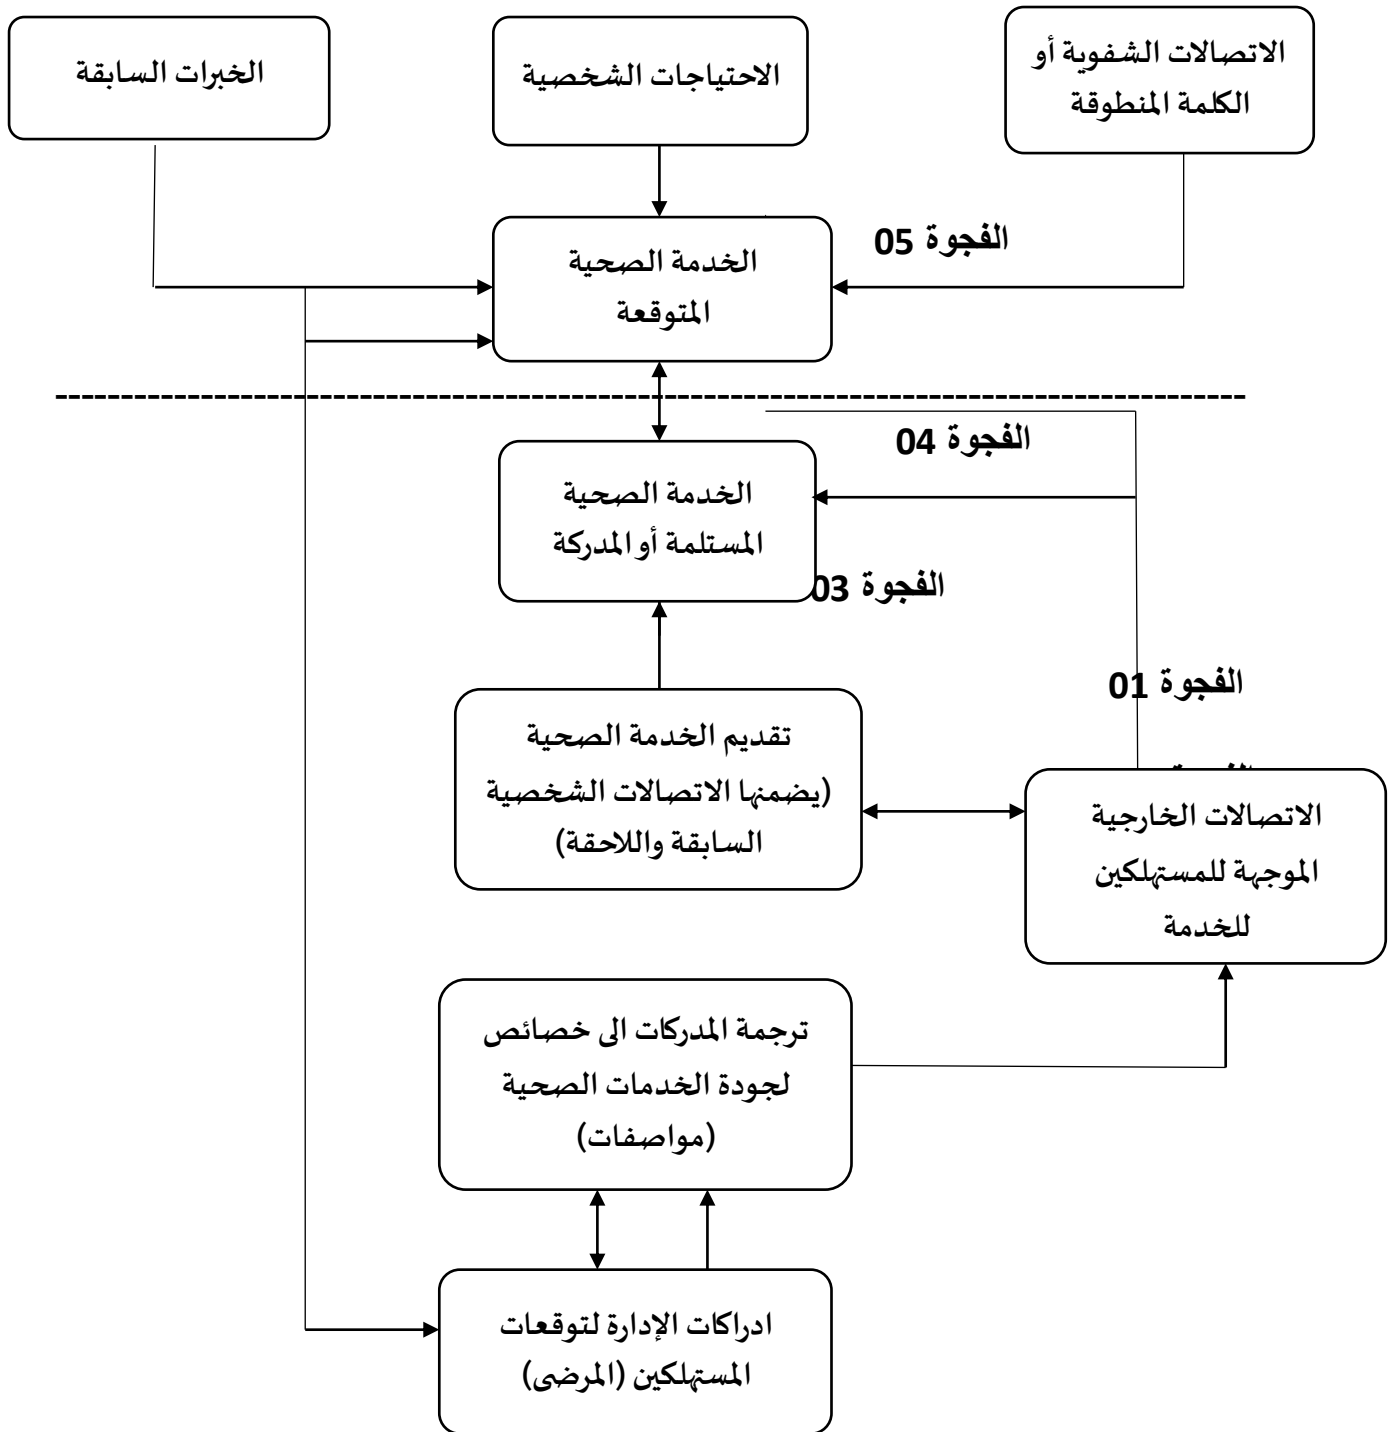 الاتصالات الشفوية أو
الكلمة المنطوقة
الاحتياجات الشخصية
الخبرات السابقة
الفجوة 05
الخدمة الصحية
المتوقعة
الفجوة 04
الخدمة الصحية
المستلمة أو المدركة
الفجوة 03
الفجوة 01
تقديم الخدمة الصحية
(يضمنها الاتصالات الشخصية
السابقة واللاحقة)
الاتصالات الخارجية
الموجهة للمستهلكين
للخدمة
ترجمة المدركات الى خصائص
لجودة الخدمات الصحية
(مواصفات)
ادراكات الإدارة لتوقعات
المستهلكين (المرضى)